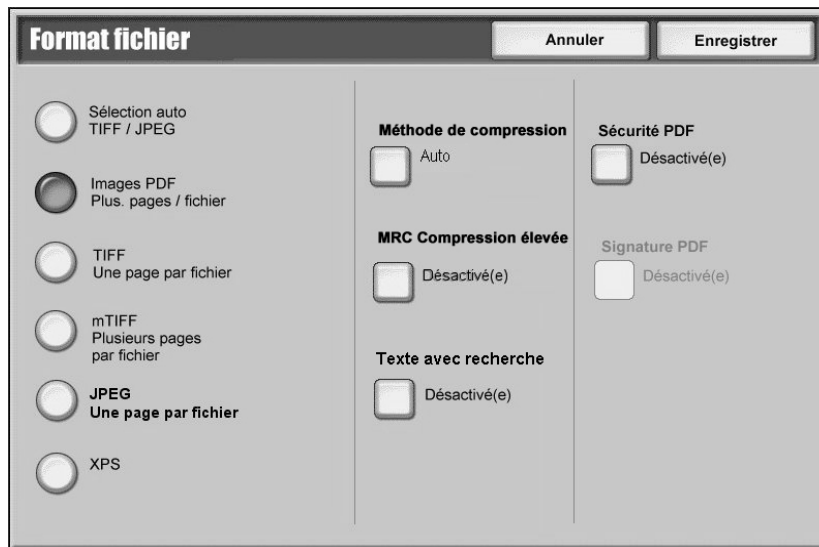 Format fichier
Annuler
Enregistrer
Sélection auto
TIFF / JPEG
Images PDF
Plus. pages / fichier
TIFF
Une page par fichier
mTIFF
Plusieurs pages
par fichier
JPEG
Une page par fichier
XPS
Méthode de compression
Auto
MRC Compression élevée
Désactivé(e)
Texte avec recherche
Désactivé(e)
Sécurité PDF
Désactivé(e)
Signature PDF
Désactivé(e)